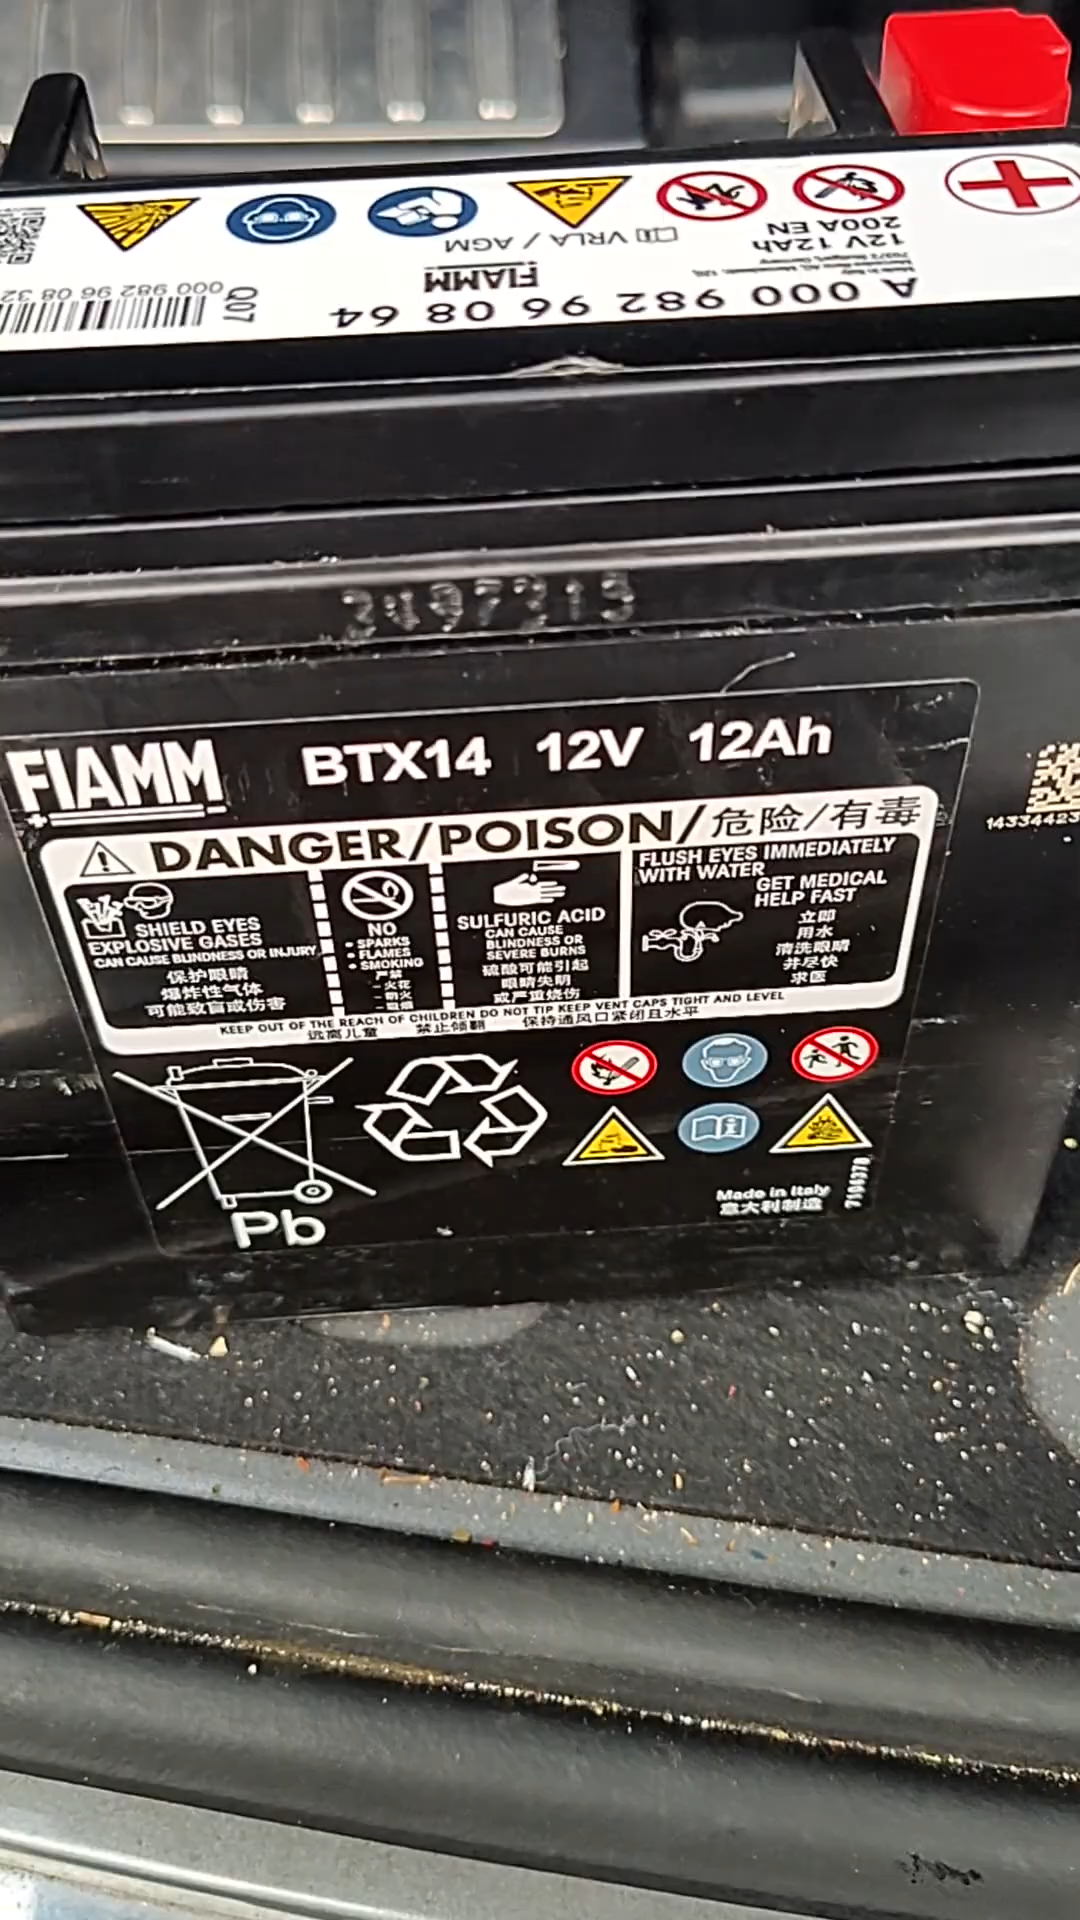 VRLA / AGM
12V 12Ah
200A EN
FIAMM
Made in Italy
A 000 982 96 08 64
Q07
000 982 96 08 32
FIAMM BTX14 12V 12Ah
DANGER/POISON/危险/有毒
SHIELD EYES
EXPLOSIVE GASES
CAN CAUSE BLINDNESS OR INJURY
保护眼睛
爆炸性气体
可能致盲或伤害
NO
• SPARKS
• FLAMES
• SMOKING
严禁
- 火花
SULFURIC ACID
CAN CAUSE
BLINDNESS OR
SEVERE BURNS
硫酸可能引起
眼睛失明
或严重烧伤
FLUSH EYES IMMEDIATELY
WITH WATER
GET MEDICAL
HELP FAST
立即
用水
清洗眼睛
并尽快
求医
KEEP OUT OF THE REACH OF CHILDREN DO NOT TIP KEEP VENT CAPS TIGHT AND LEVEL
远离儿童 禁止倾翻 保持通风口紧闭且水平
Pb
Made in Italy
意大利制造
7104370
14334423